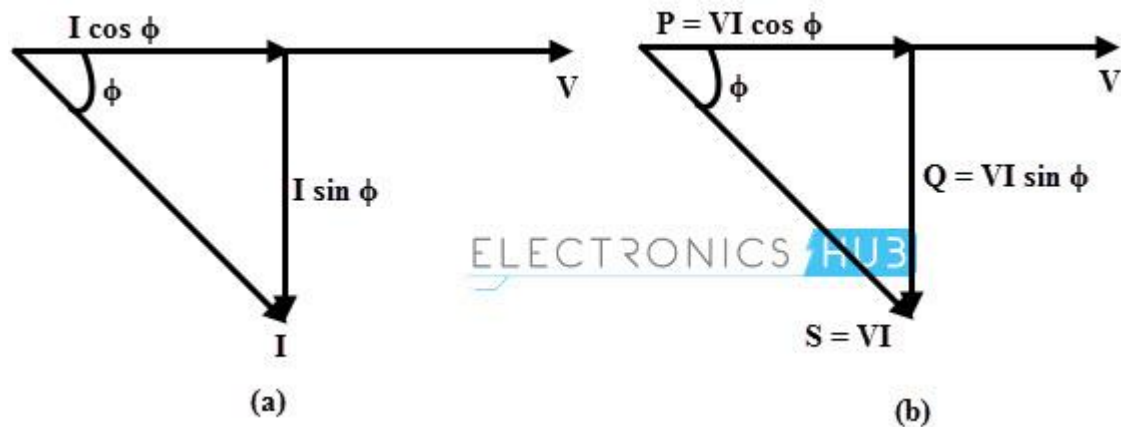 I cos ϕ
ϕ
V
I sin ϕ
I
(a)
P = VI cos ϕ
ϕ
V
Q = VI sin ϕ
ELECTRONICS HUB
S = VI
(b)